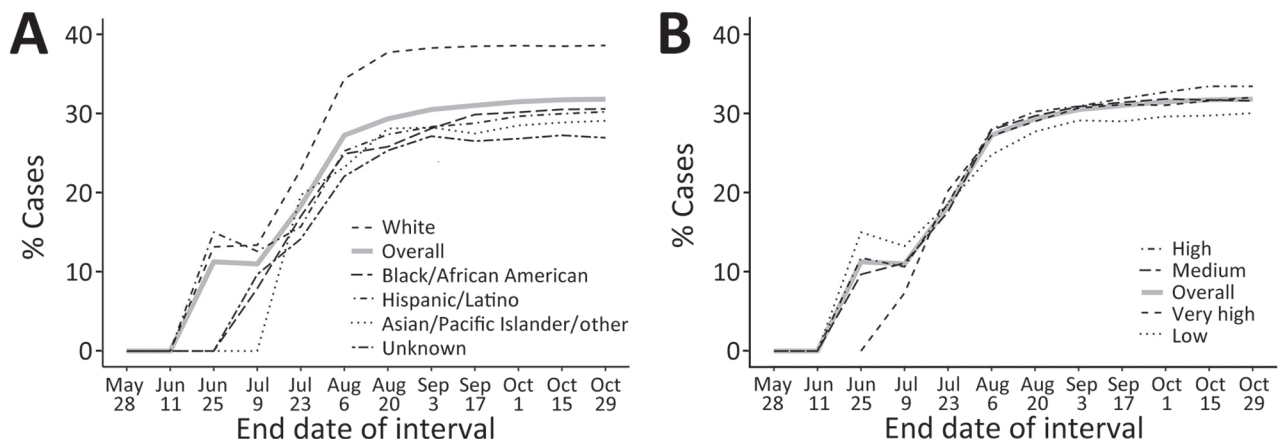 A
% Cases
40
30
20
10
0
White
Overall
Black/African American
Hispanic/Latino
Asian/Pacific Islander/other
Unknown
May Jun Jun Jul Jul Aug Aug Sep Sep Oct Oct Oct
28 11 25 9 23 6 20 3 17 1 15 29
End date of interval
B
% Cases
40
30
20
10
0
High
Medium
Overall
Very high
Low
May Jun Jun Jul Jul Aug Aug Sep Sep Oct Oct Oct
28 11 25 9 23 6 20 3 17 1 15 29
End date of interval